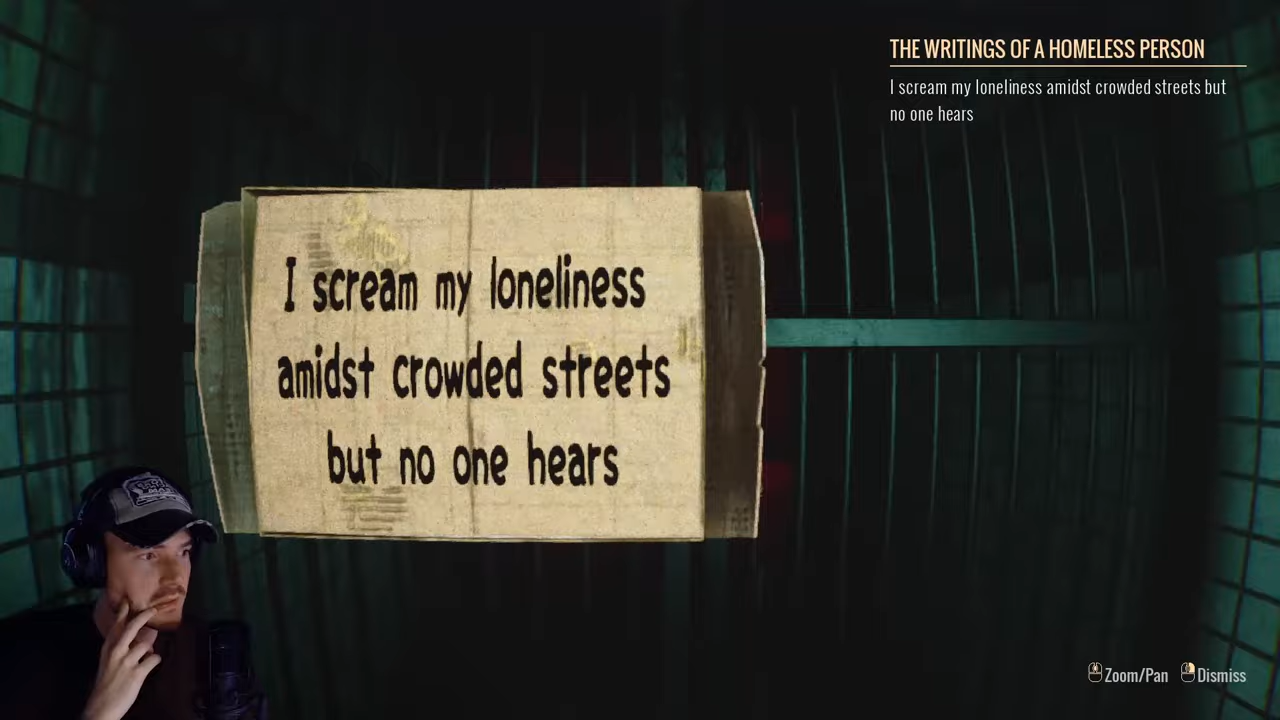 THE WRITINGS OF A HOMELESS PERSON
I scream my loneliness amidst crowded streets but
no one hears
I scream my loneliness
amidst crowded streets
but no one hears
Zoom/Pan Dismiss